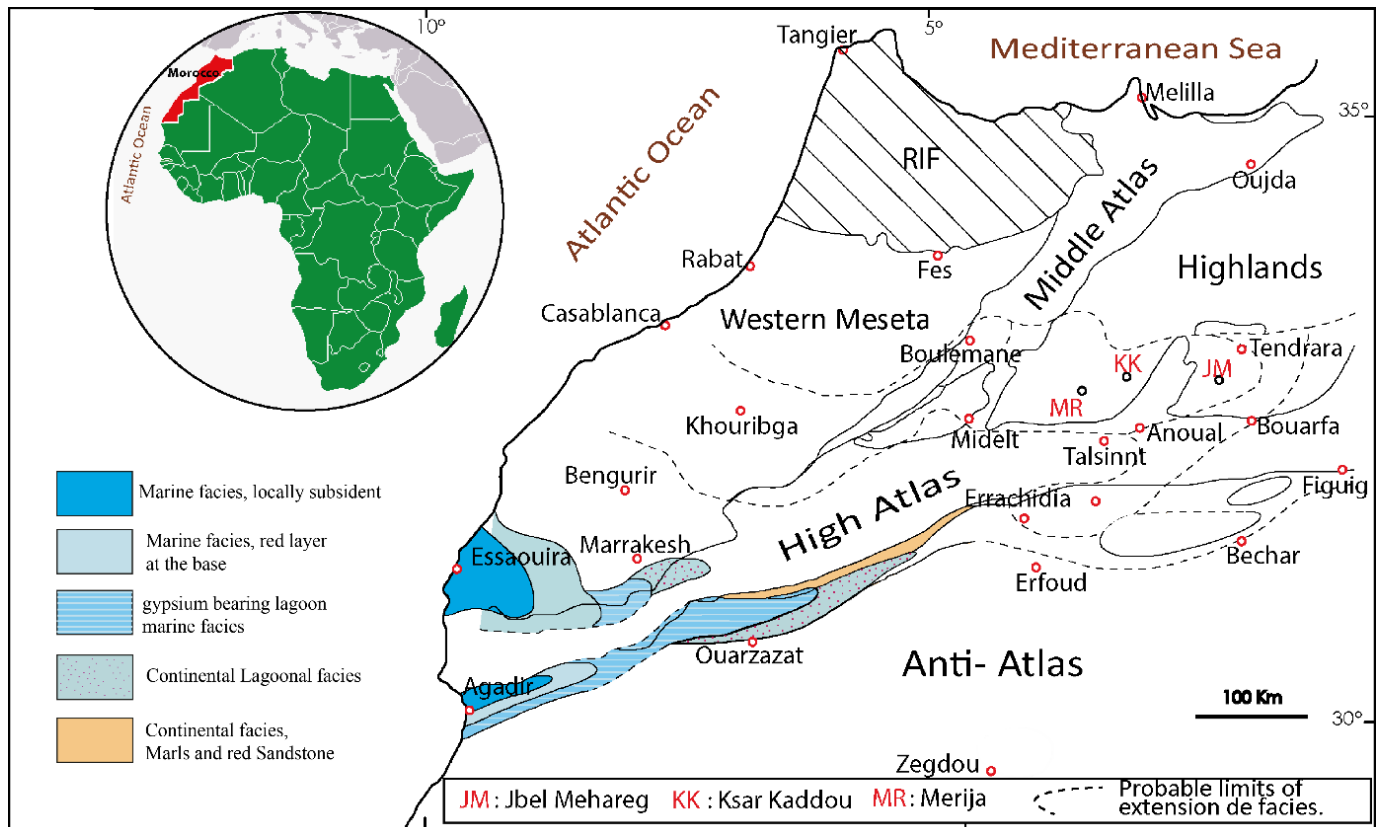 10°
5°
Tangier
Mediterranean Sea
Morocco
Melilla
35°
Atlantic Ocean
Atlantic Ocean
RIF
Oujda
Middle Atlas
Rabat
Fes
Highlands
Casablanca
Western Meseta
Boulemane
Tendrara
KK
JM
MR
Khouribga
Midelt
Anoual
Bouarfa
Talsinnt
Bengurir
Figuig
High Atlas
Errachidia
Marine facies, locally subsident
Marine facies, red layer
at the base
gypsium bearing lagoon
marine facies
Continental Lagoonal facies
Continental facies,
Marls and red Sandstone
Essaouira
Marrakesh
Bechar
Erfoud
Ouarzazat
Anti- Atlas
Agadir
100 Km
30°
Zegdou
JM : Jbel Mehareg KK : Ksar Kaddou MR : Merija
Probable limits of
extension de facies.